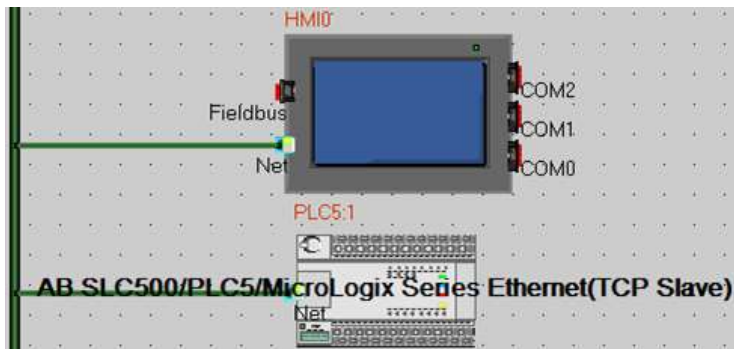 HMI0
COM2
Fieldbus
COM1
Net
COM0
PLC5:1
AB SLC500/PLC5/MicroLogix Series Ethernet(TCP Slave)
Net